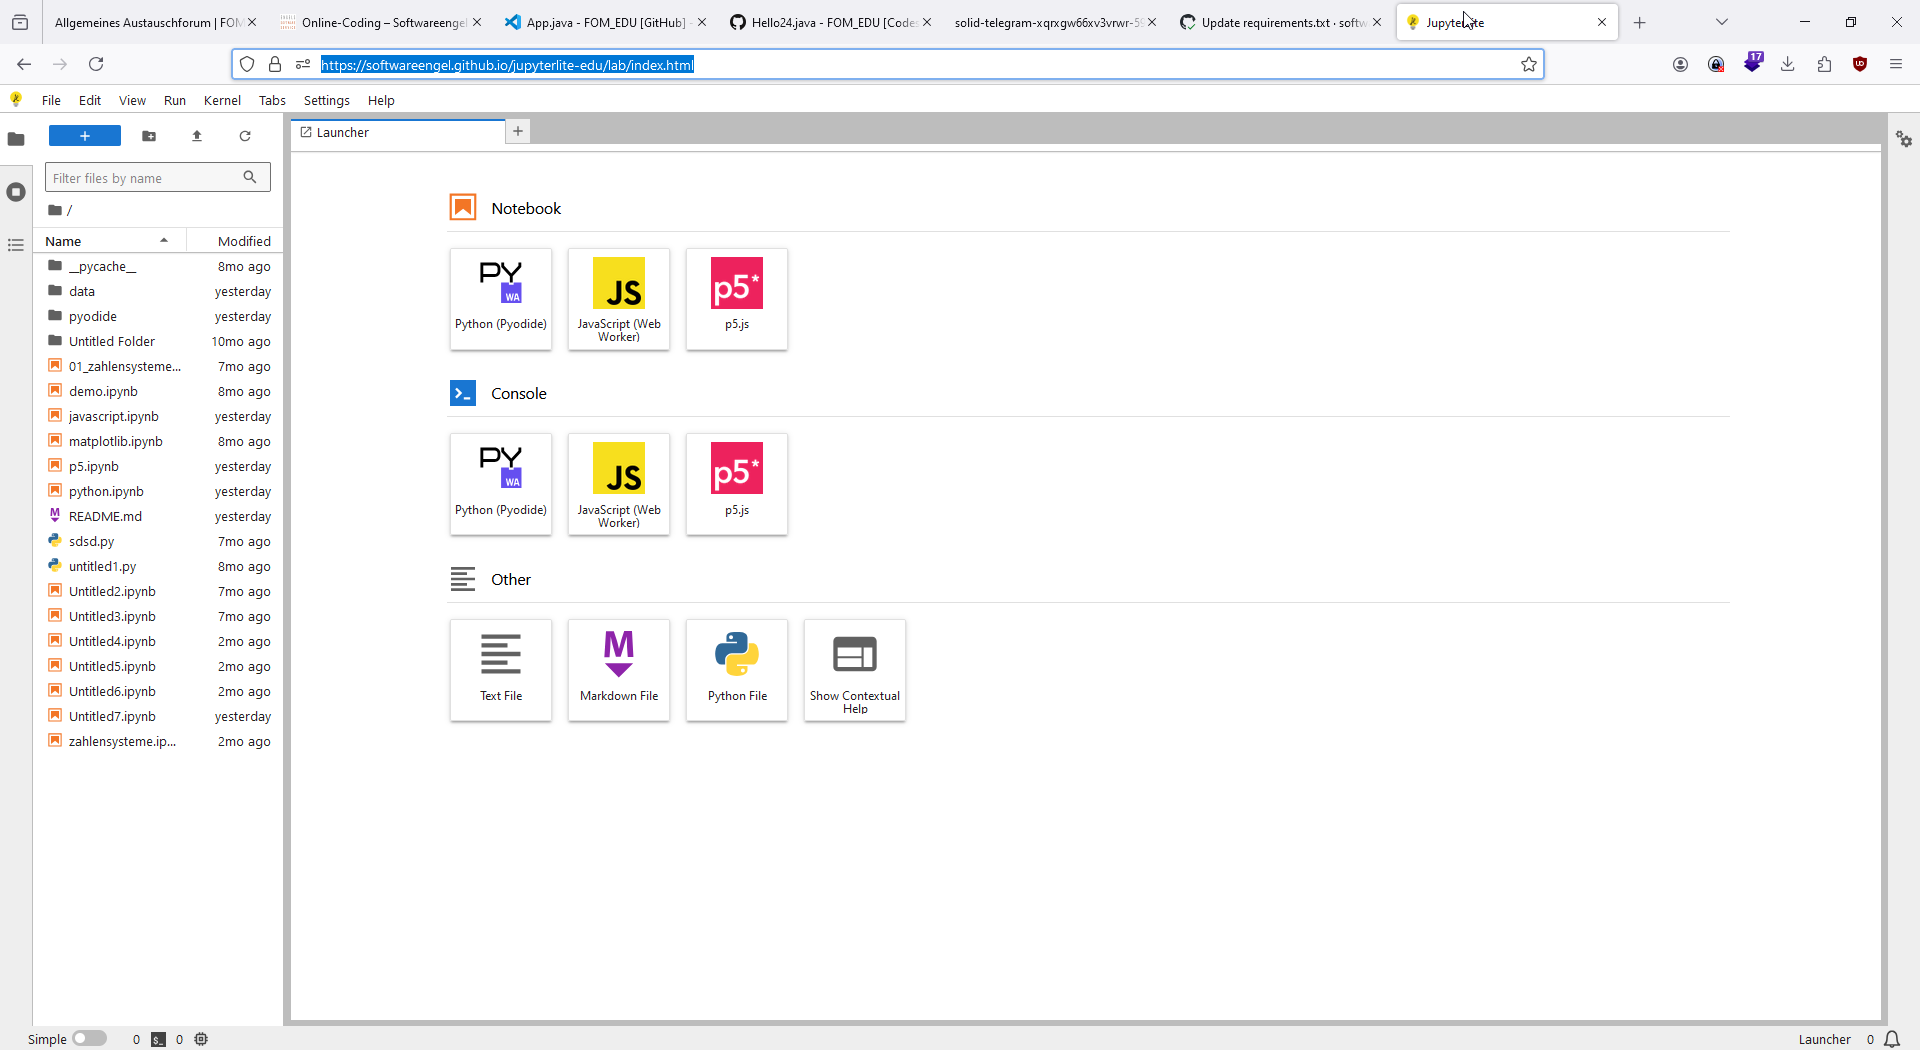 Allgemeines Austauschforum | FOM
Online-Coding – Softwareengel
App.java - FOM_EDU [GitHub] -
Hello24.java - FOM_EDU [Codes
solid-telegram-xqrxgw66xv3vrwr-59
Update requirements.txt · softw
JupyterLite
https://softwareengel.github.io/jupyterlite-edu/lab/index.html
17
File Edit View Run Kernel Tabs Settings Help
+
Filter files by name
/
Name Modified
__pycache__ 8mo ago
data yesterday
pyodide yesterday
Untitled Folder 10mo ago
01_zahlensysteme... 7mo ago
demo.ipynb 8mo ago
javascript.ipynb yesterday
matplotlib.ipynb 8mo ago
p5.ipynb yesterday
python.ipynb yesterday
README.md yesterday
sdsd.py 7mo ago
untitled1.py 8mo ago
Untitled2.ipynb 7mo ago
Untitled3.ipynb 7mo ago
Untitled4.ipynb 2mo ago
Untitled5.ipynb 2mo ago
Untitled6.ipynb 2mo ago
Untitled7.ipynb yesterday
zahlensysteme.ip... 2mo ago
Launcher
Notebook
PY WA
JS
p5*
Python (Pyodide)
JavaScript (Web Worker)
p5.js
Console
PY WA
JS
p5*
Python (Pyodide)
JavaScript (Web Worker)
p5.js
Other
M
Text File
Markdown File
Python File
Show Contextual Help
Simple 0 $_ 0
Launcher 0